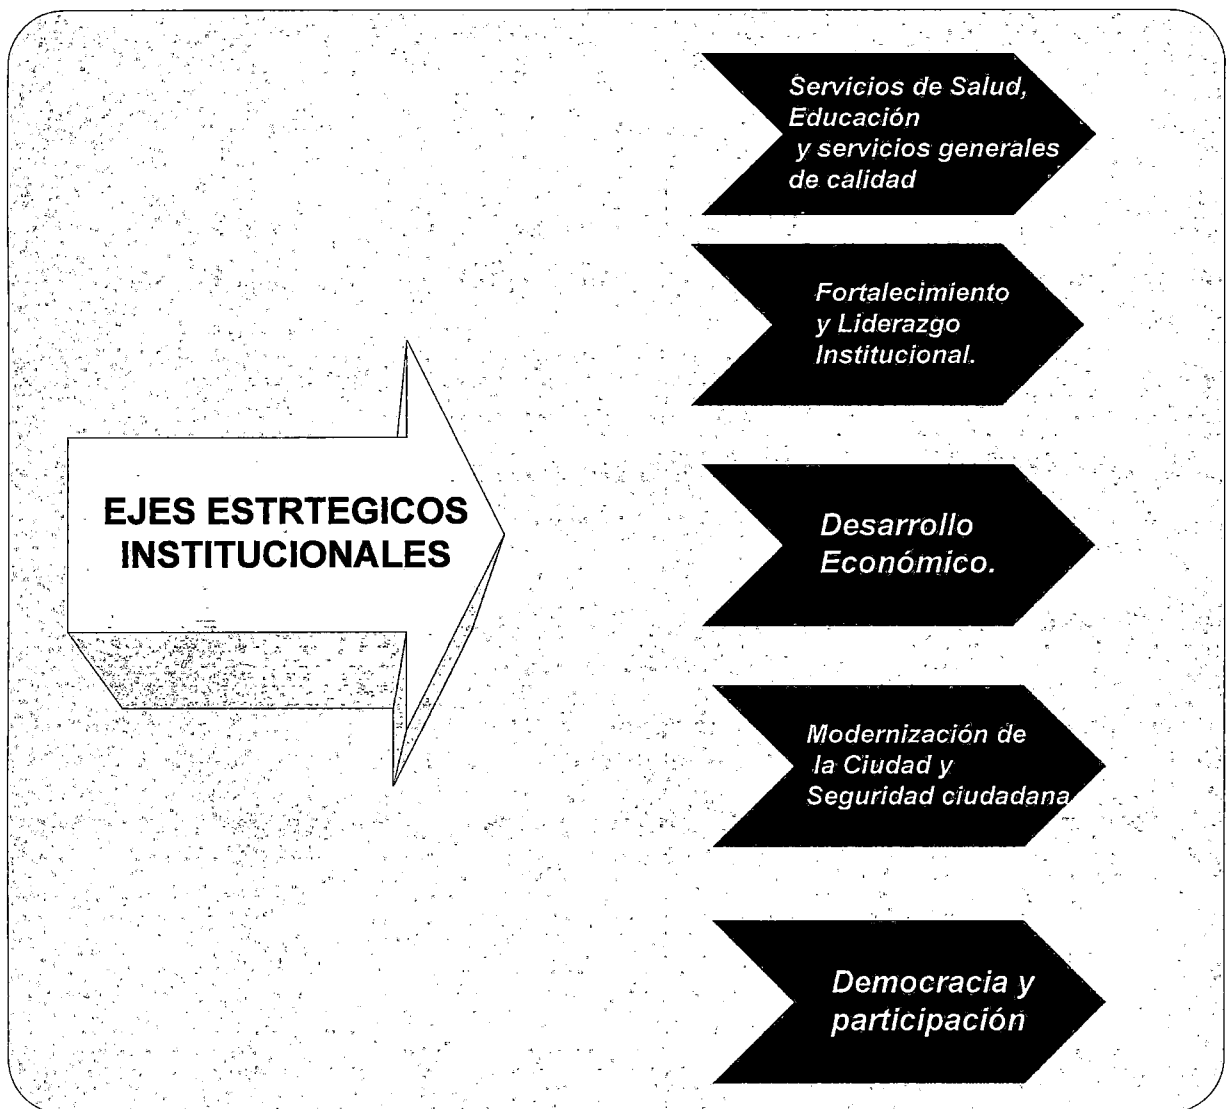 Servicios de Salud,
Educación
y servicios generales
de calidad
Fortalecimiento
y Liderazgo
Institucional.
EJES ESTRTEGICOS
INSTITUCIONALES
Desarrollo
Económico.
Modernización de
la Ciudad y
Seguridad ciudadana
Democracia y
participación